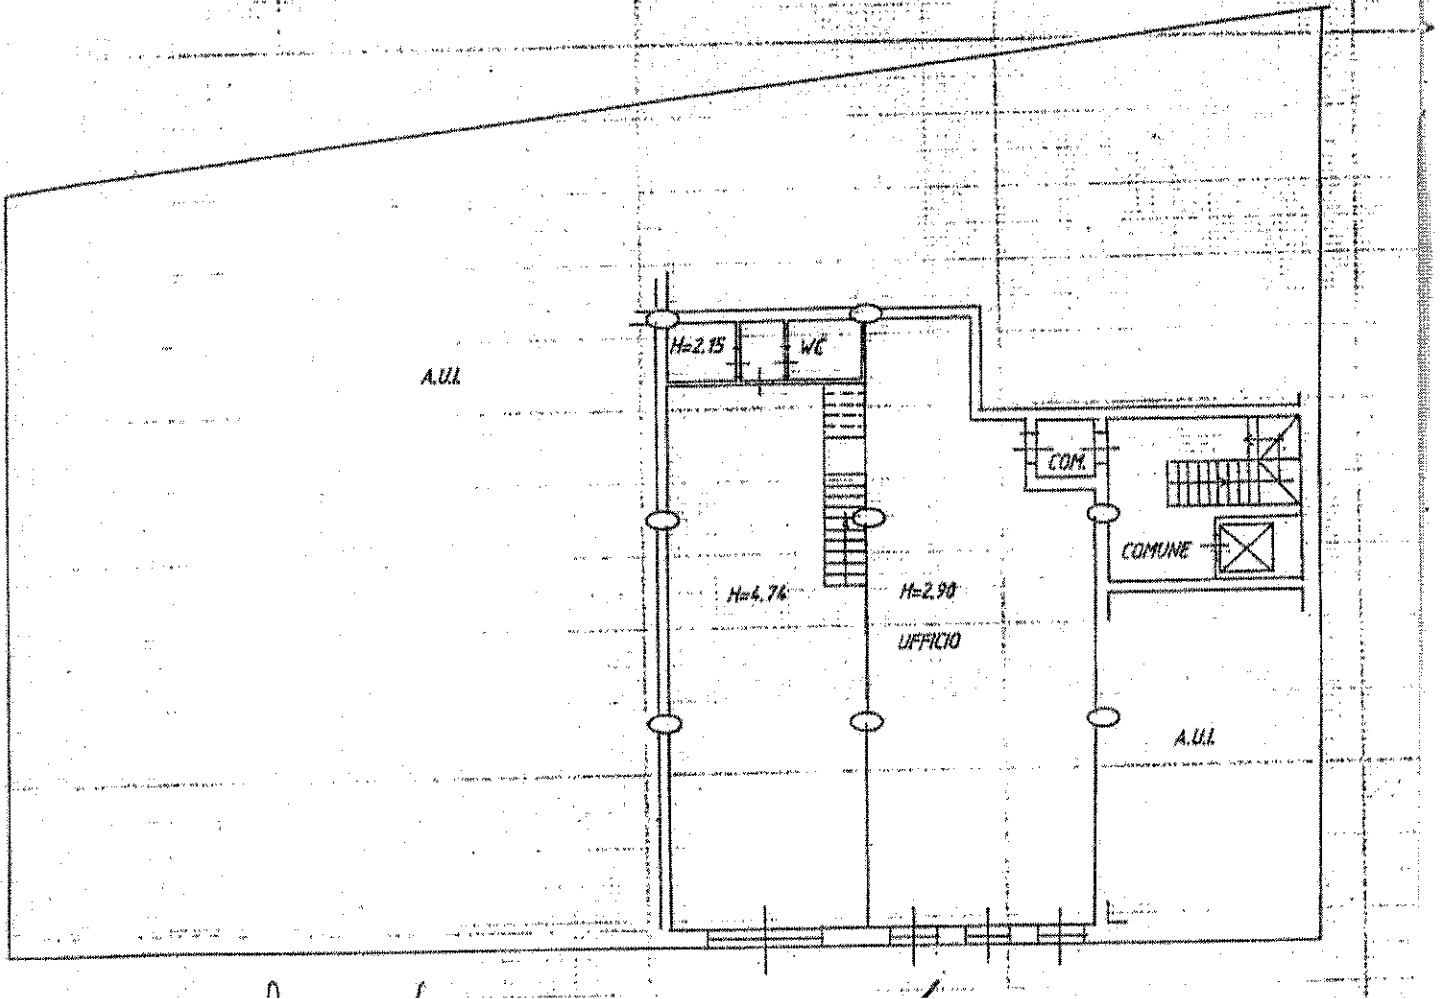 H=2.15
WC
A.U.I.
COM.
COMUNE
H=4.74
H=2.90
UFFICIO
A.U.I.